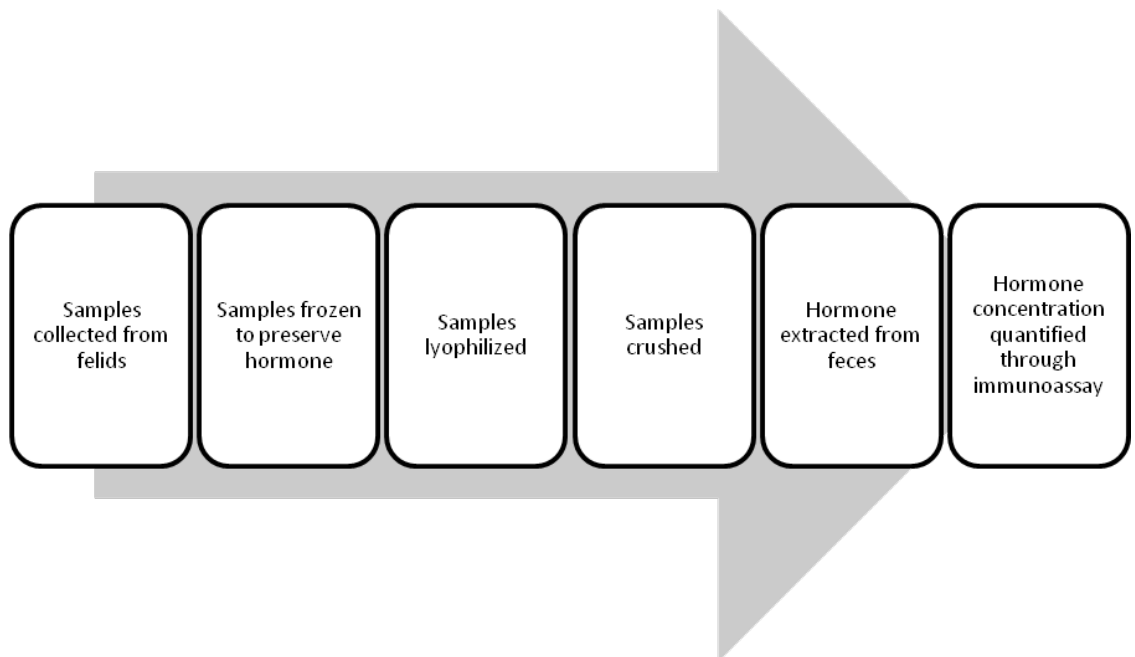 Samples
collected from
felids
Samples frozen
to preserve
hormone
Samples
lyophilized
Samples
crushed
Hormone
extracted from
feces
Hormone
concentration
quantified
through
immunoassay